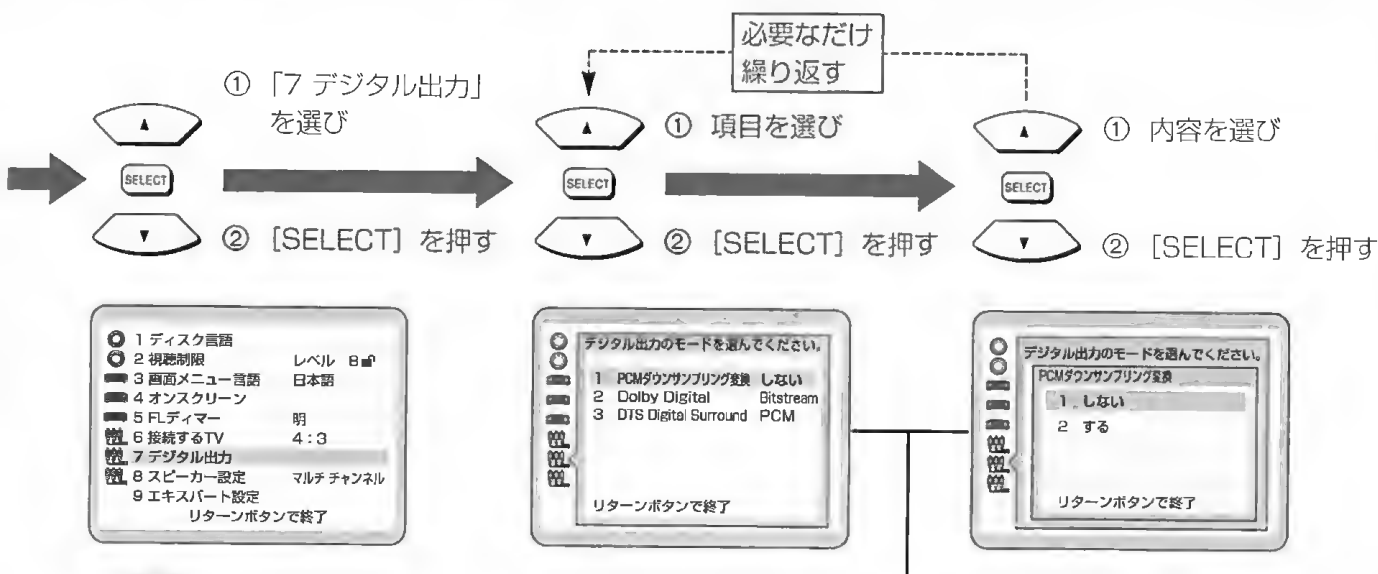 必要なだけ
繰り返す
① 「7 デジタル出力」
を選び
▲
SELECT
▼
② [SELECT] を押す
① 項目を選び
▲
SELECT
▼
② [SELECT] を押す
① 内容を選び
▲
SELECT
▼
② [SELECT] を押す
1 ディスク言語
2 視聴制限 レベル 8
3 画面メニュー言語 日本語
4 オンスクリーン
5 FLディマー 明
6 接続するTV 4:3
7 デジタル出力
8 スピーカー設定 マルチ チャンネル
9 エキスパート設定
リターンボタンで終了
デジタル出力のモードを選んでください。
1 PCMダウンサンプリング変換 しない
2 Dolby Digital Bitstream
3 DTS Digital Surround PCM
リターンボタンで終了
デジタル出力のモードを選んでください。
PCMダウンサンプリング変換
1 しない
2 する
リターンボタンで終了